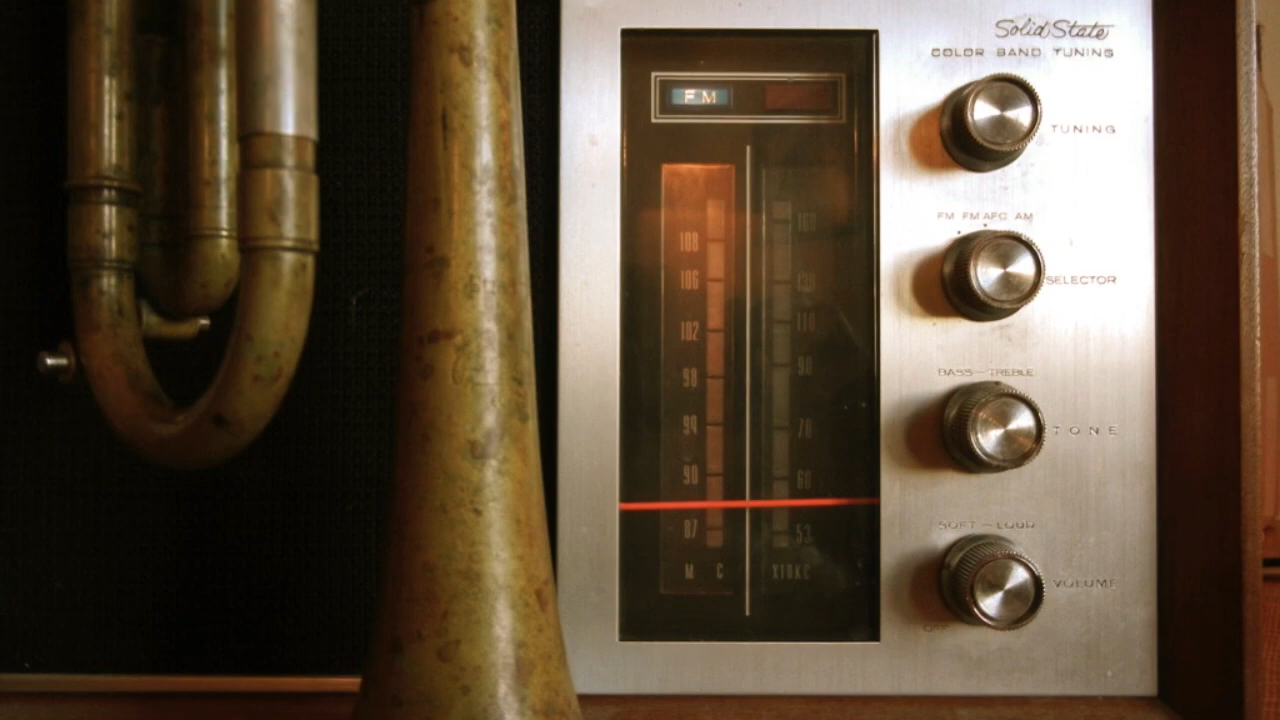 Solid State
COLOR BAND TUNING
FM
TUNING
FM FM AFC AM
SELECTOR
108
106
102
98
94
90
87
M C
160
130
110
90
70
60
53
X10KC
BASS — TREBLE
TONE
SOFT — LOUD
VOLUME
OFF